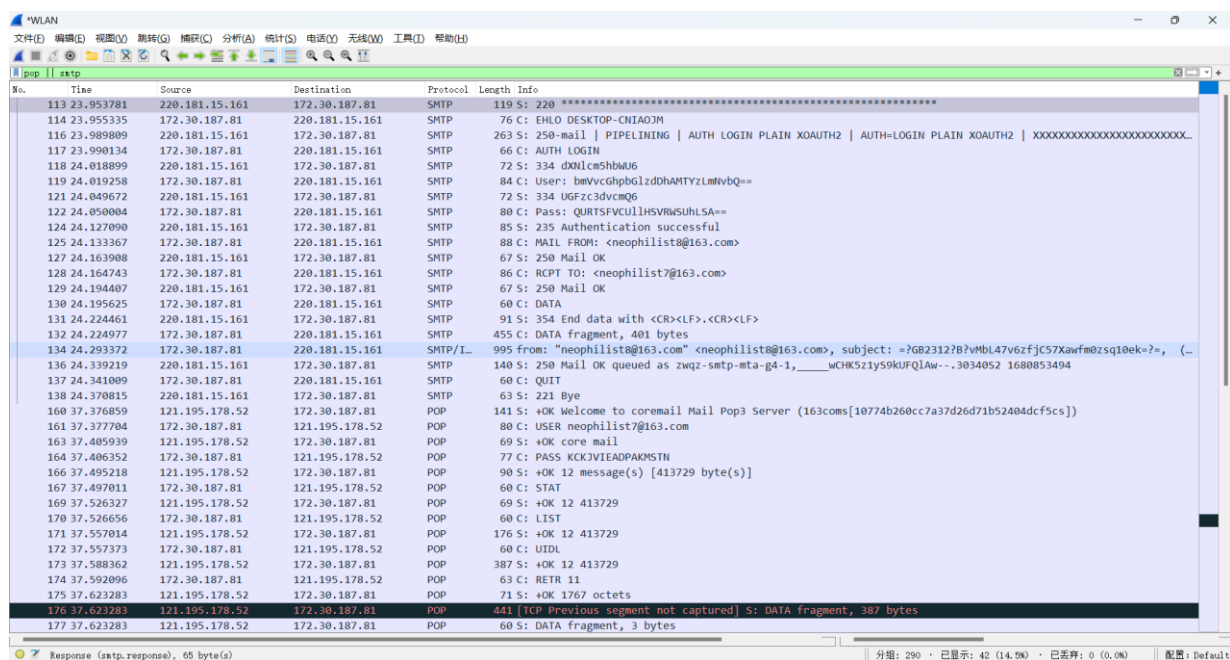 *WLAN
文件(F) 编辑(E) 视图(V) 跳转(G) 捕获(C) 分析(A) 统计(S) 电话(Y) 无线(W) 工具(T) 帮助(H)
pop || smtp
No. Time Source Destination Protocol Length Info
113 23.953781 220.181.15.161 172.30.187.81 SMTP 119 S: 220 ***********************************************************
114 23.955335 172.30.187.81 220.181.15.161 SMTP 76 C: EHLO DESKTOP-CNIAOJM
116 23.989809 220.181.15.161 172.30.187.81 SMTP 263 S: 250-mail | PIPELINING | AUTH LOGIN PLAIN XOAUTH2 | AUTH=LOGIN PLAIN XOAUTH2 | XXXXXXXXXXXXXXXXXXXXXXXX…
117 23.990134 172.30.187.81 220.181.15.161 SMTP 66 C: AUTH LOGIN
118 24.018899 220.181.15.161 172.30.187.81 SMTP 72 S: 334 dXNlcm5hbWU6
119 24.019258 172.30.187.81 220.181.15.161 SMTP 84 C: User: bmVvcGhpbGlzdDhAMTYzLmNvbQ==
121 24.049672 220.181.15.161 172.30.187.81 SMTP 72 S: 334 UGFzc3dvcmQ6
122 24.050004 172.30.187.81 220.181.15.161 SMTP 80 C: Pass: QURTSFVCUllHSVRWSUhLSA==
124 24.127090 220.181.15.161 172.30.187.81 SMTP 85 S: 235 Authentication successful
125 24.133367 172.30.187.81 220.181.15.161 SMTP 88 C: MAIL FROM: <neophilist8@163.com>
127 24.163908 220.181.15.161 172.30.187.81 SMTP 67 S: 250 Mail OK
128 24.164743 172.30.187.81 220.181.15.161 SMTP 86 C: RCPT TO: <neophilist7@163.com>
129 24.194407 220.181.15.161 172.30.187.81 SMTP 67 S: 250 Mail OK
130 24.195625 172.30.187.81 220.181.15.161 SMTP 60 C: DATA
131 24.224461 220.181.15.161 172.30.187.81 SMTP 91 S: 354 End data with <CR><LF>.<CR><LF>
132 24.224977 172.30.187.81 220.181.15.161 SMTP 455 C: DATA fragment, 401 bytes
134 24.293372 172.30.187.81 220.181.15.161 SMTP/I… 995 from: "neophilist8@163.com" <neophilist8@163.com>, subject: =?GB2312?B?vMbL47v6zfjC57Xawfm0zsq10ek=?=, (…
136 24.339219 220.181.15.161 172.30.187.81 SMTP 140 S: 250 Mail OK queued as zwqz-smtp-mta-g4-1,_____wCHK5z1yS9kUFQlAw--.30340S2 1680853494
137 24.341009 172.30.187.81 220.181.15.161 SMTP 60 C: QUIT
138 24.370815 220.181.15.161 172.30.187.81 SMTP 63 S: 221 Bye
160 37.376859 121.195.178.52 172.30.187.81 POP 141 S: +OK Welcome to coremail Mail Pop3 Server (163coms[10774b260cc7a37d26d71b52404dcf5cs])
161 37.377704 172.30.187.81 121.195.178.52 POP 80 C: USER neophilist7@163.com
163 37.405939 121.195.178.52 172.30.187.81 POP 69 S: +OK core mail
164 37.406352 172.30.187.81 121.195.178.52 POP 77 C: PASS KCKJVIEADPAKMSTN
166 37.495218 121.195.178.52 172.30.187.81 POP 90 S: +OK 12 message(s) [413729 byte(s)]
167 37.497011 172.30.187.81 121.195.178.52 POP 60 C: STAT
169 37.526327 121.195.178.52 172.30.187.81 POP 69 S: +OK 12 413729
170 37.526656 172.30.187.81 121.195.178.52 POP 60 C: LIST
171 37.557014 121.195.178.52 172.30.187.81 POP 176 S: +OK 12 413729
172 37.557373 172.30.187.81 121.195.178.52 POP 60 C: UIDL
173 37.588362 121.195.178.52 172.30.187.81 POP 387 S: +OK 12 413729
174 37.592096 172.30.187.81 121.195.178.52 POP 63 C: RETR 11
175 37.623283 121.195.178.52 172.30.187.81 POP 71 S: +OK 1767 octets
176 37.623283 121.195.178.52 172.30.187.81 POP 441 [TCP Previous segment not captured] S: DATA fragment, 387 bytes
177 37.623283 121.195.178.52 172.30.187.81 POP 60 S: DATA fragment, 3 bytes
Response (smtp.response), 65 byte(s) 分组: 290 · 已显示: 42 (14.5%) · 已丢弃: 0 (0.0%) 配置: Default